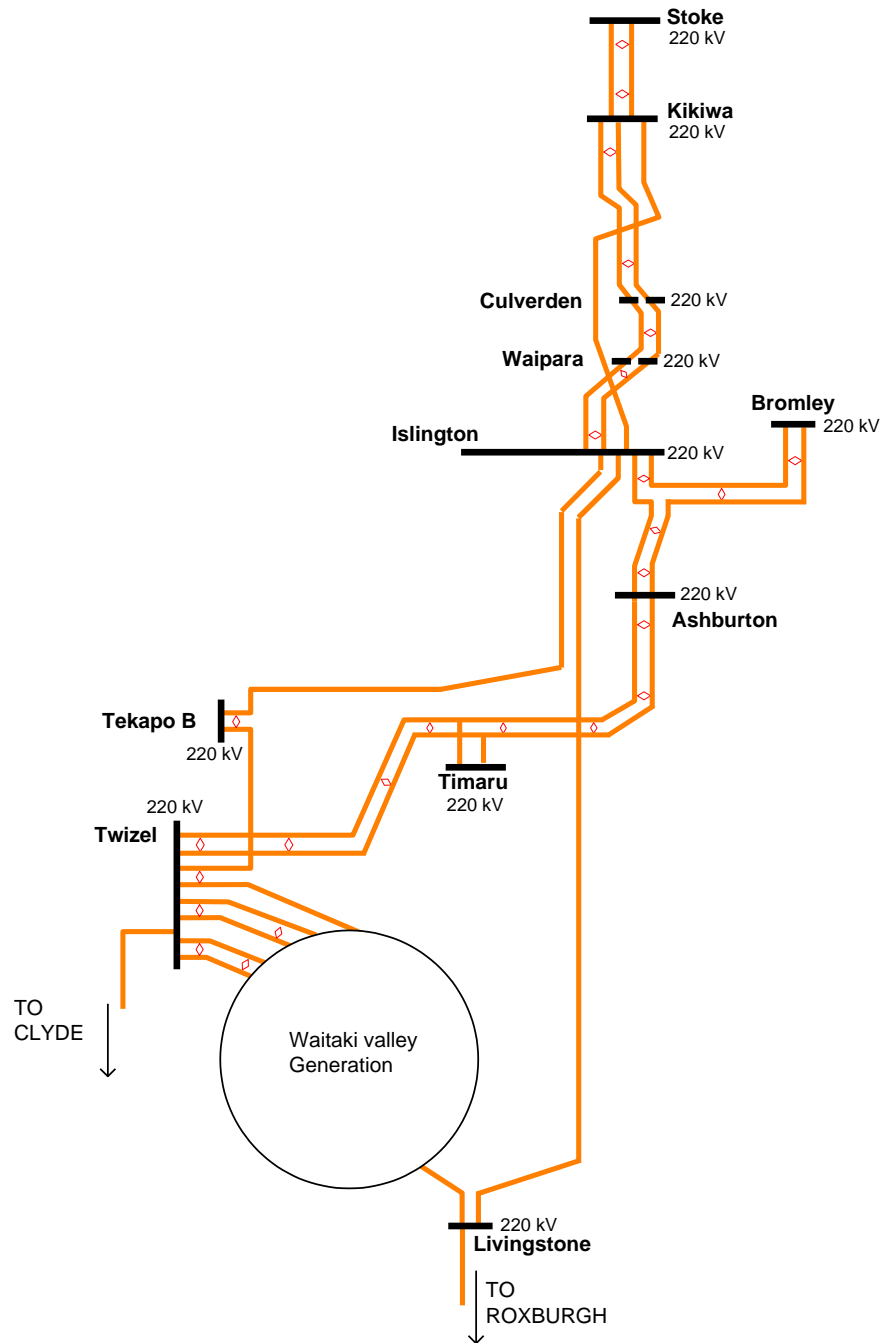 Stoke
220 kV
Kikiwa
220 kV
Culverden
220 kV
Waipara
220 kV
Bromley
220 kV
Islington
220 kV
220 kV
Ashburton
Tekapo B
220 kV
Timaru
220 kV
220 kV
Twizel
TO
CLYDE
Waitaki valley
Generation
220 kV
Livingstone
TO
ROXBURGH